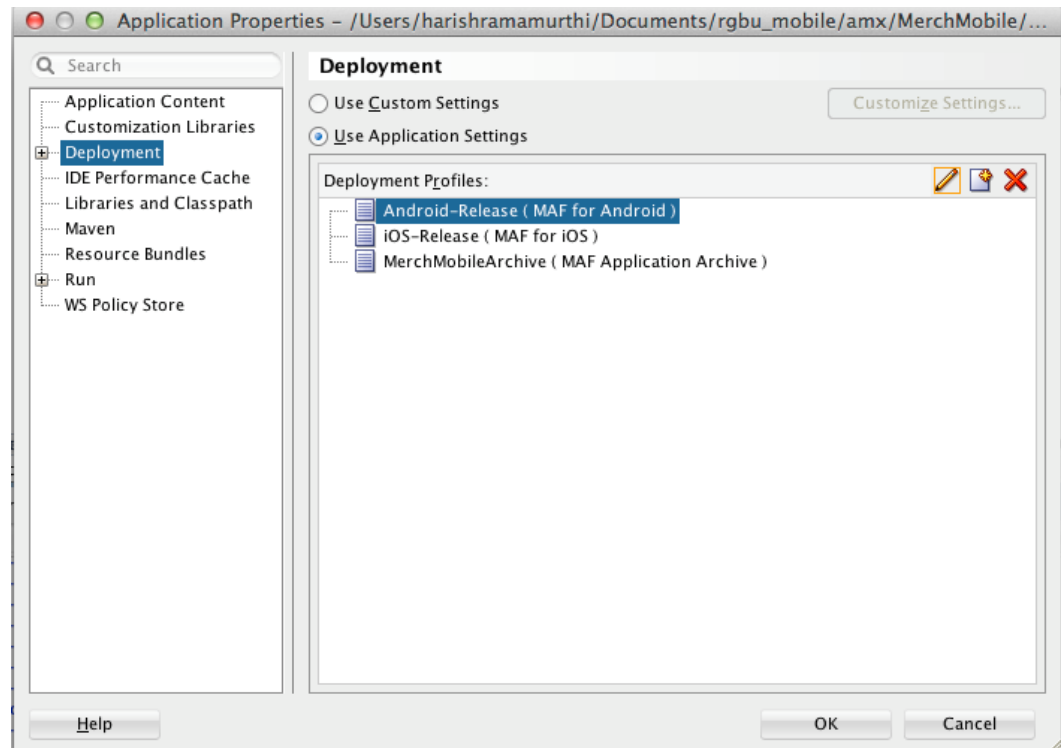 Application Properties – /Users/harishramamurthi/Documents/rgbu_mobile/amx/MerchMobile/...
Search
Application Content
Customization Libraries
Deployment
IDE Performance Cache
Libraries and Classpath
Maven
Resource Bundles
Run
WS Policy Store
Deployment
Use Custom Settings
Customize Settings...
Use Application Settings
Deployment Profiles:
Android-Release ( MAF for Android )
iOS-Release ( MAF for iOS )
MerchMobileArchive ( MAF Application Archive )
Help
OK
Cancel